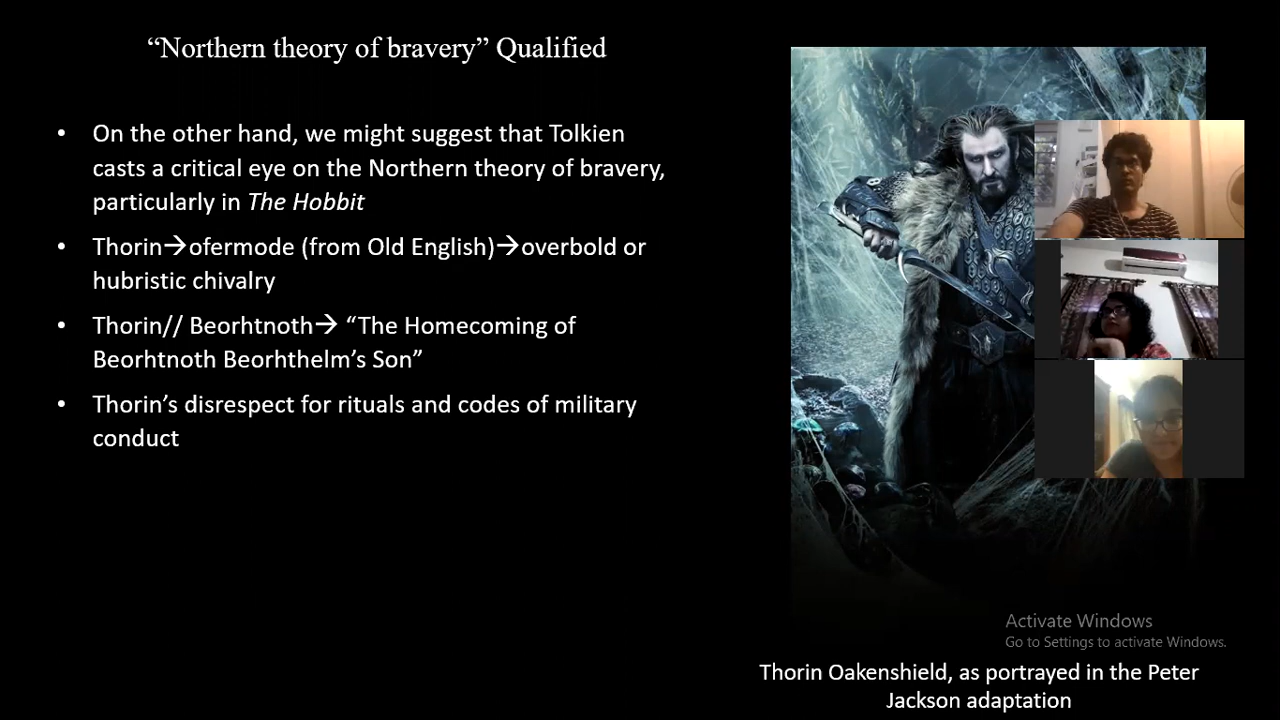 “Northern theory of bravery” Qualified
• On the other hand, we might suggest that Tolkien
casts a critical eye on the Northern theory of bravery,
particularly in The Hobbit
• Thorin→ofermode (from Old English)→overbold or
hubristic chivalry
• Thorin// Beorhtnoth→ “The Homecoming of
Beorhtnoth Beorhthelm’s Son”
• Thorin’s disrespect for rituals and codes of military
conduct
Activate Windows
Go to Settings to activate Windows.
Thorin Oakenshield, as portrayed in the Peter
Jackson adaptation